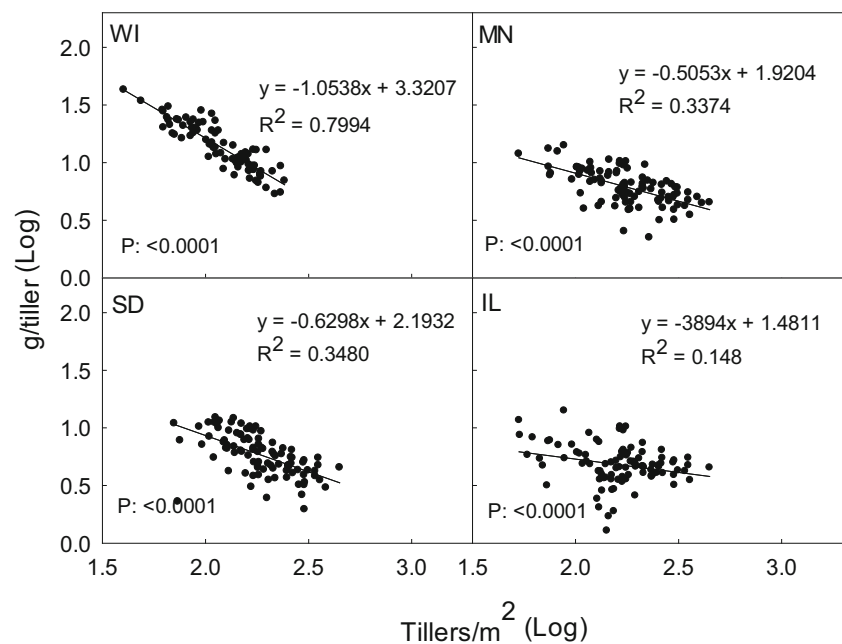 WI
y = -1.0538x + 3.3207
R² = 0.7994
P: <0.0001
MN
y = -0.5053x + 1.9204
R² = 0.3374
P: <0.0001
SD
y = -0.6298x + 2.1932
R² = 0.3480
P: <0.0001
IL
y = -3894x + 1.4811
R² = 0.148
P: <0.0001
2.0
1.5
1.0
0.5
0.0
2.0
1.5
1.0
0.5
0.0
g/tiller (Log)
1.5 2.0 2.5 3.0 1.5 2.0 2.5 3.0
Tillers/m² (Log)